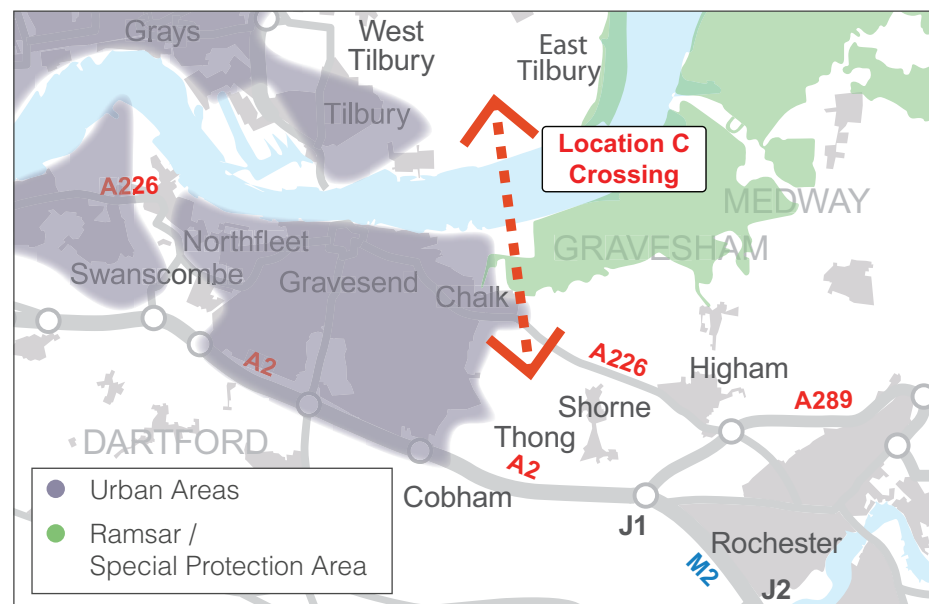 Grays
West
Tilbury
East
Tilbury
Tilbury
Location C
Crossing
A226
MEDWAY
Northfleet
GRAVESHAM
Swanscombe
Gravesend
Chalk
A2
A226
Higham
A289
Shorne
DARTFORD
Thong
A2
Cobham
J1
Rochester
M2
J2
Urban Areas
Ramsar /
Special Protection Area